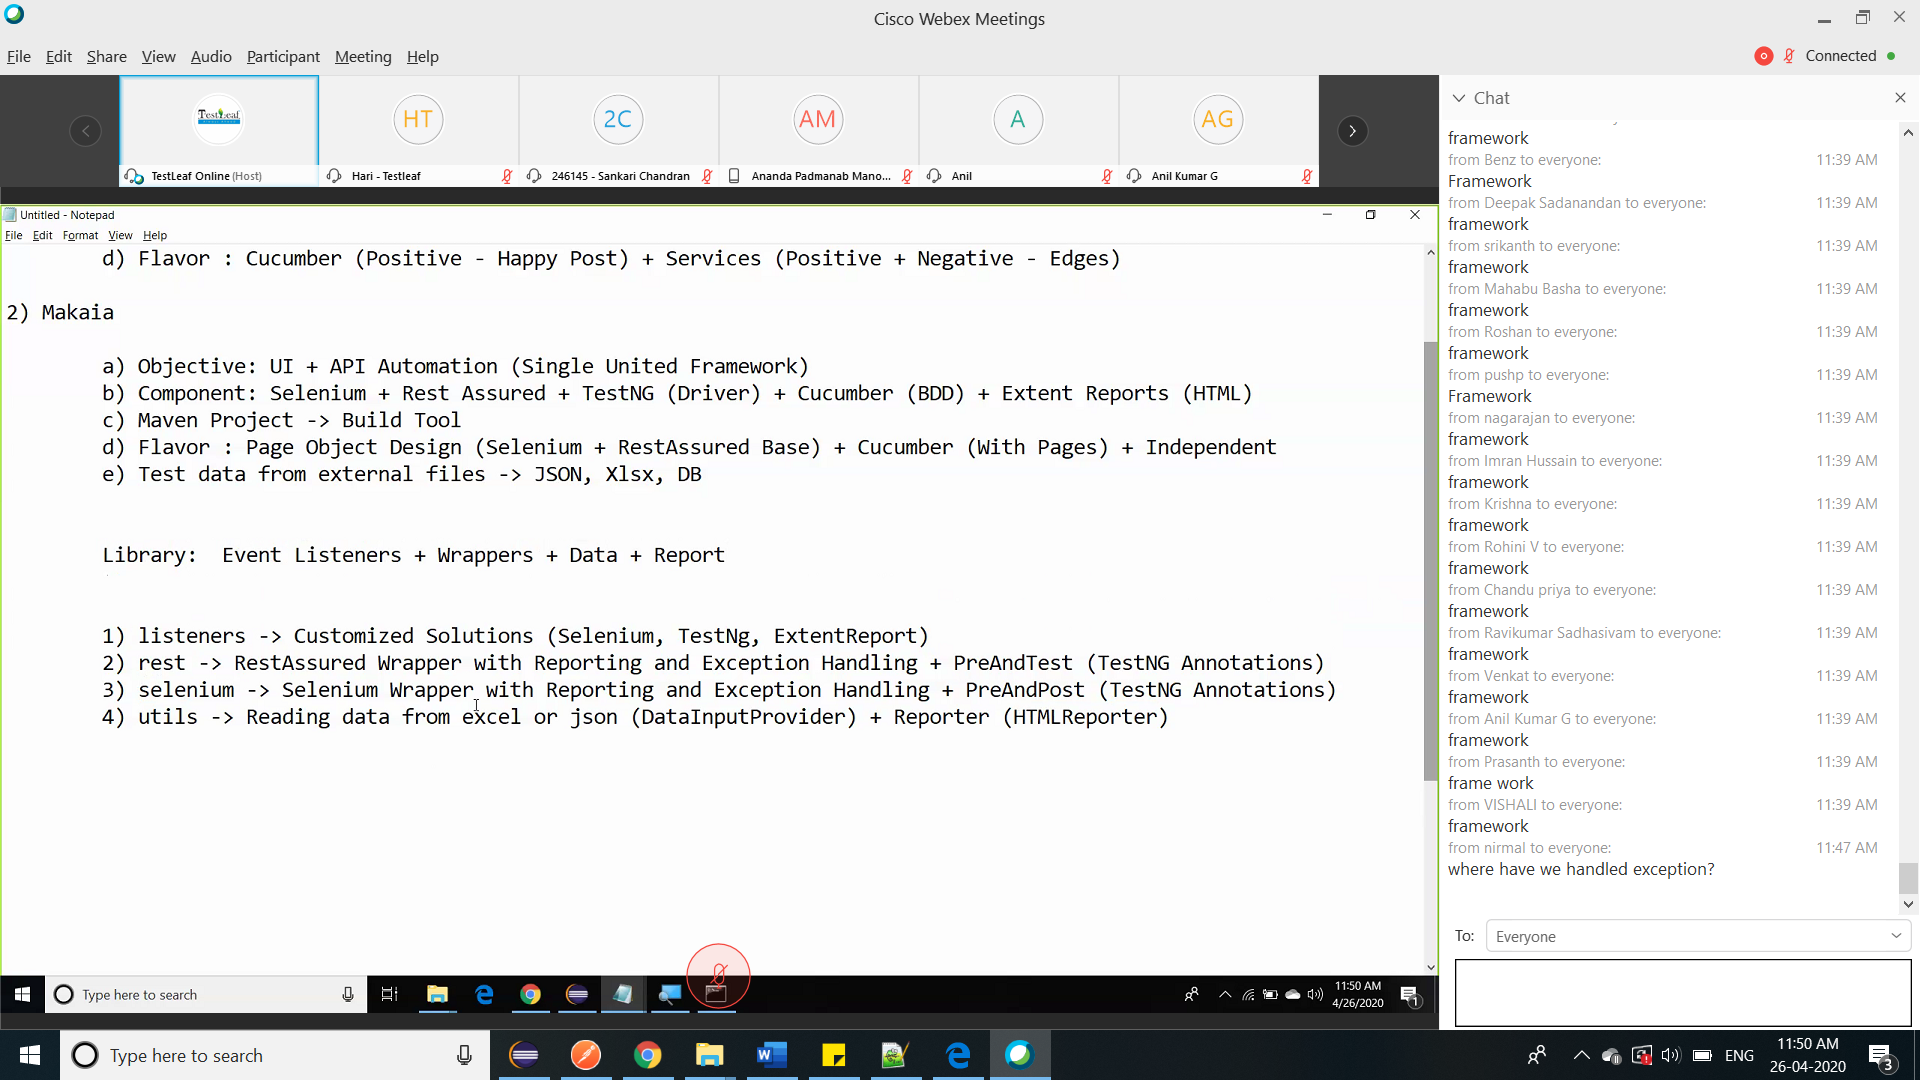 Cisco Webex Meetings
File Edit Share View Audio Participant Meeting Help
Connected
TestLeaf
HT
2C
AM
A
AG
TestLeaf Online (Host)
Hari - Testleaf
246145 - Sankari Chandran
Ananda Padmanab Mano...
Anil
Anil Kumar G
Untitled - Notepad
File Edit Format View Help
d) Flavor : Cucumber (Positive - Happy Post) + Services (Positive + Negative - Edges)
2) Makaia
a) Objective: UI + API Automation (Single United Framework)
b) Component: Selenium + Rest Assured + TestNG (Driver) + Cucumber (BDD) + Extent Reports (HTML)
c) Maven Project -> Build Tool
d) Flavor : Page Object Design (Selenium + RestAssured Base) + Cucumber (With Pages) + Independent
e) Test data from external files -> JSON, Xlsx, DB
Library: Event Listeners + Wrappers + Data + Report
1) listeners -> Customized Solutions (Selenium, TestNg, ExtentReport)
2) rest -> RestAssured Wrapper with Reporting and Exception Handling + PreAndTest (TestNG Annotations)
3) selenium -> Selenium Wrapper with Reporting and Exception Handling + PreAndPost (TestNG Annotations)
4) utils -> Reading data from excel or json (DataInputProvider) + Reporter (HTMLReporter)
Type here to search
11:50 AM
4/26/2020
1
Chat
framework
from Benz to everyone: 11:39 AM
Framework
from Deepak Sadanandan to everyone: 11:39 AM
framework
from srikanth to everyone: 11:39 AM
framework
from Mahabu Basha to everyone: 11:39 AM
framework
from Roshan to everyone: 11:39 AM
framework
from pushp to everyone: 11:39 AM
Framework
from nagarajan to everyone: 11:39 AM
framework
from Imran Hussain to everyone: 11:39 AM
framework
from Krishna to everyone: 11:39 AM
framework
from Rohini V to everyone: 11:39 AM
framework
from Chandu priya to everyone: 11:39 AM
framework
from Ravikumar Sadhasivam to everyone: 11:39 AM
framework
from Venkat to everyone: 11:39 AM
framework
from Anil Kumar G to everyone: 11:39 AM
framework
from Prasanth to everyone: 11:39 AM
frame work
from VISHALI to everyone: 11:39 AM
framework
from nirmal to everyone: 11:47 AM
where have we handled exception?
To: Everyone
Type here to search
ENG
11:50 AM
26-04-2020
3